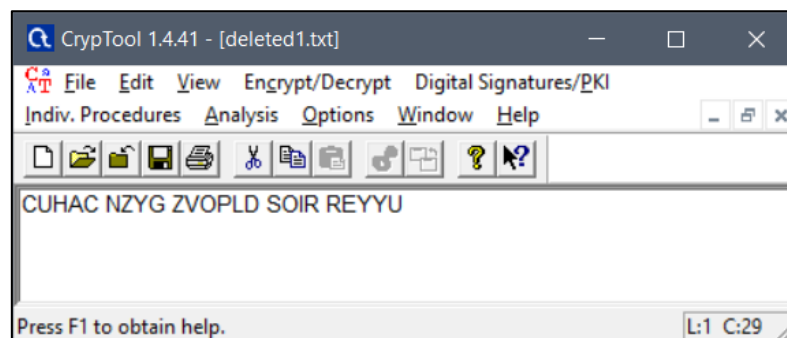 CrypTool 1.4.41 - [deleted1.txt]
File Edit View Encrypt/Decrypt Digital Signatures/PKI
Indiv. Procedures Analysis Options Window Help
CUHAC NZYG ZVOPLD SOIR REYYU
Press F1 to obtain help. L:1 C:29